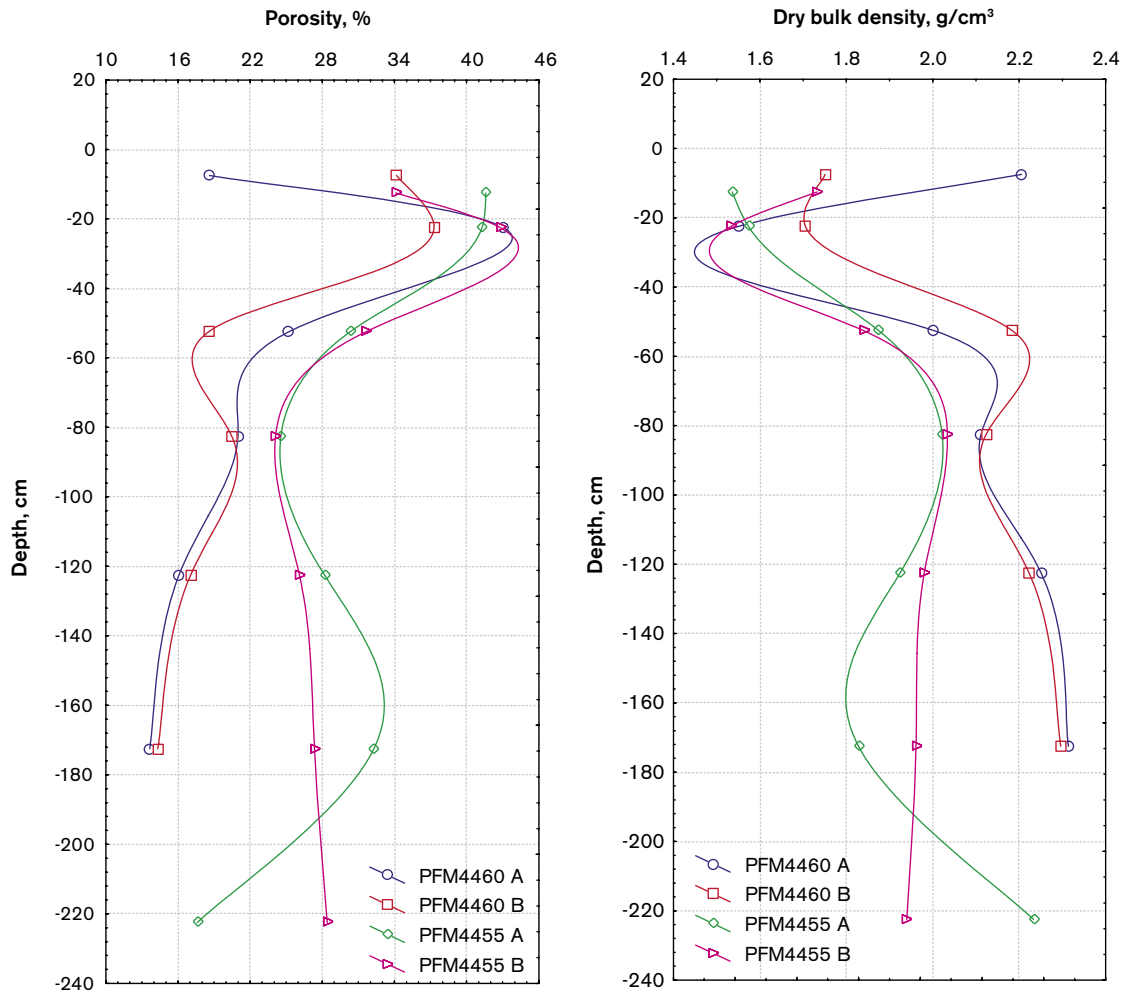 Porosity, %
10 16 22 28 34 40 46
20
0
-20
-40
-60
-80
-100
-120
-140
-160
-180
-200
-220
-240
Depth, cm
PFM4460 A
PFM4460 B
PFM4455 A
PFM4455 B
Dry bulk density, g/cm³
1.4 1.6 1.8 2.0 2.2 2.4
20
0
-20
-40
-60
-80
-100
-120
-140
-160
-180
-200
-220
-240
Depth, cm
PFM4460 A
PFM4460 B
PFM4455 A
PFM4455 B